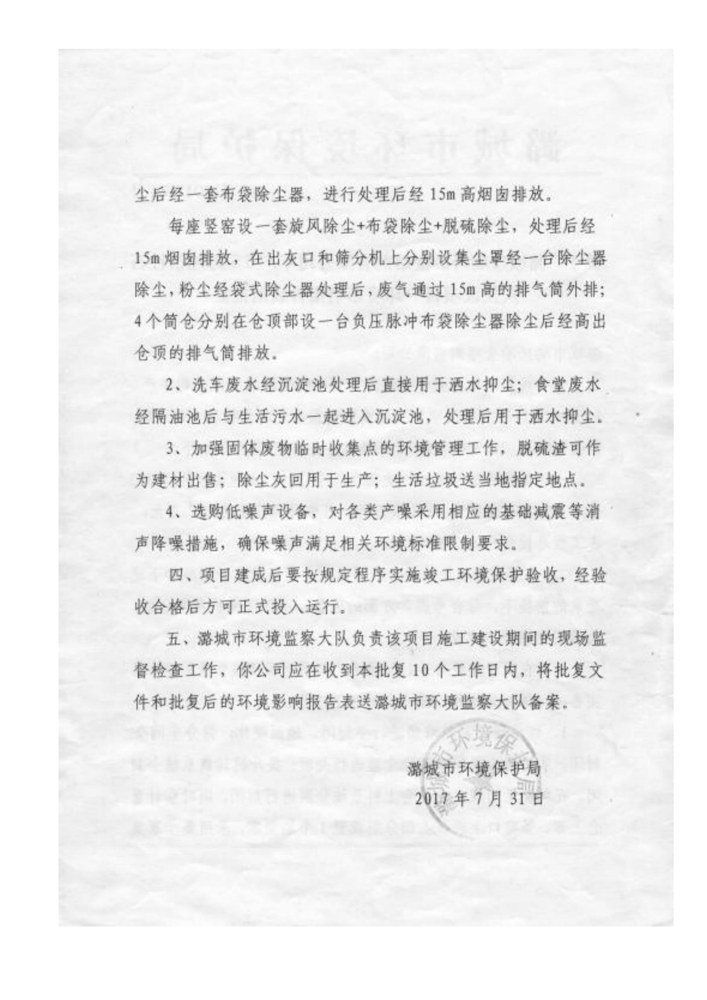 尘后经一套布袋除尘器，进行处理后经 15m 高烟囱排放。
每座竖窑设一套旋风除尘+布袋除尘+脱硫除尘，处理后经
15m 烟囱排放，在出灰口和筛分机上分别设集尘罩经一台除尘器
除尘,粉尘经袋式除尘器处理后,废气通过 15m 高的排气筒外排;
4 个筒仓分别在仓顶部设一台负压脉冲布袋除尘器除尘后经高出
仓顶的排气筒排放。
2、洗车废水经沉淀池处理后直接用于洒水抑尘；食堂废水
经隔油池后与生活污水一起进入沉淀池，处理后用于洒水抑尘。
3、加强固体废物临时收集点的环境管理工作，脱硫渣可作
为建材出售；除尘灰回用于生产；生活垃圾送当地指定地点。
4、选购低噪声设备，对各类产噪采用相应的基础减震等消
声降噪措施，确保噪声满足相关环境标准限制要求。
四、项目建成后要按规定程序实施竣工环境保护验收，经验
收合格后方可正式投入运行。
五、潞城市环境监察大队负责该项目施工建设期间的现场监
督检查工作，你公司应在收到本批复 10 个工作日内，将批复文
件和批复后的环境影响报告表送潞城市环境监察大队备案。
潞城市环境保护局
2017 年 7 月 31 日